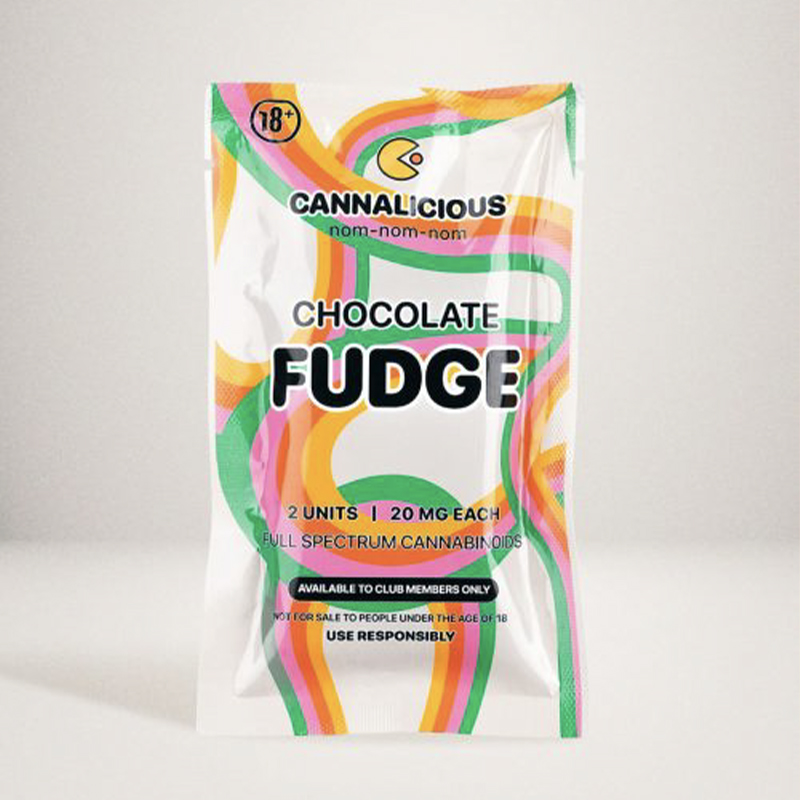 18+
CANNALICIOUS
nom-nom-nom
CHOCOLATE
FUDGE
2 UNITS | 20 MG EACH
FULL SPECTRUM CANNABINOIDS
AVAILABLE TO CLUB MEMBERS ONLY
NOT FOR SALE TO PEOPLE UNDER THE AGE OF 18
USE RESPONSIBLY